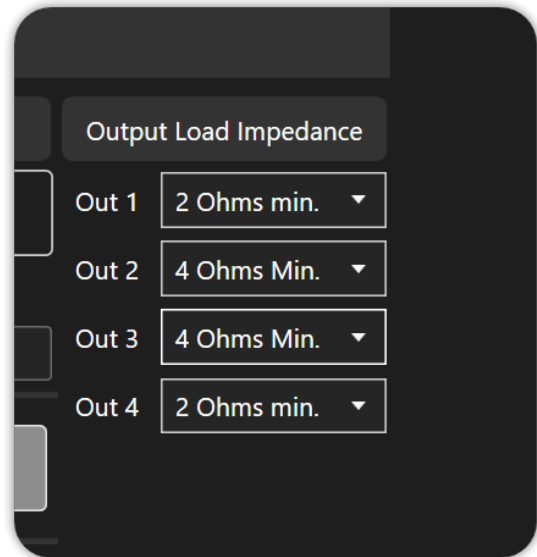 Output Load Impedance
Out 1 2 Ohms min.
Out 2 4 Ohms Min.
Out 3 4 Ohms Min.
Out 4 2 Ohms min.